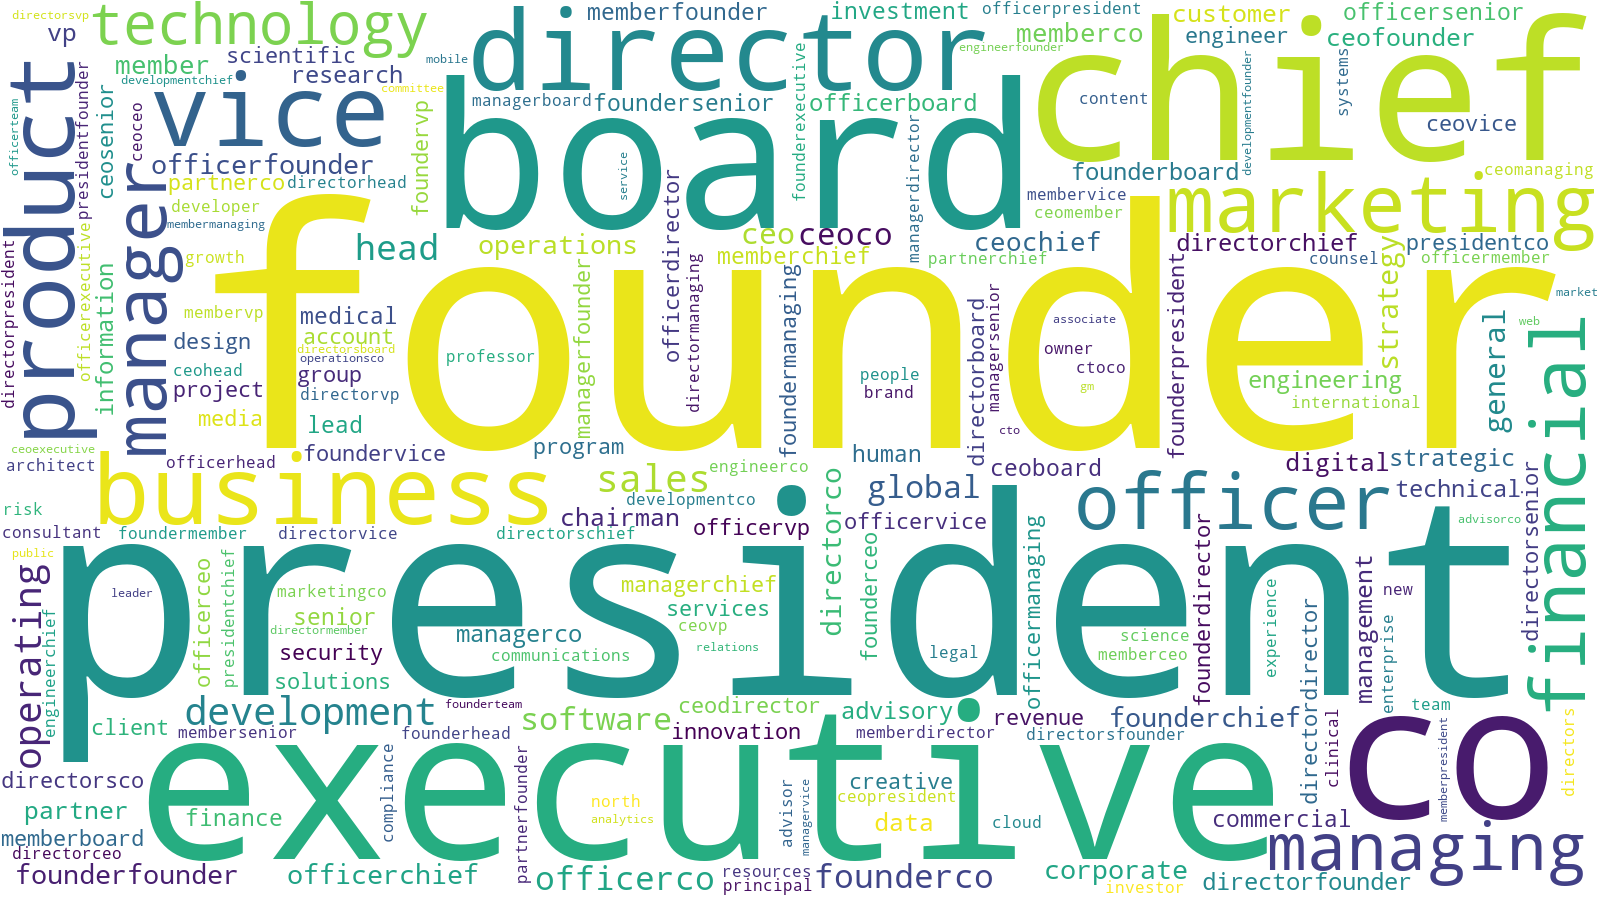 directorsvp
technology
memberfounder
investment
officerpresident
customer
officersenior
vp
director
chief
memberco
engineer
ceofounder
scientific
member
research
mobile
engineerfounder
developmentchief
committee
vice
product
board
managerboard
foundersenior
officerboard
content
systems
ceovice
officerteam
presidentfounder
ceosenior
ceoceo
foundervp
founderexecutive
managerdirector
developmentfounder
officerfounder
manager
partnerco
directorhead
service
founderboard
ceomanaging
developer
membervice
marketing
membermanaging
ceomember
founder
head
operations
ceo
ceoco
ceochief
directorchief
presidentco
directorpresident
officerexecutive
information
growth
managerfounder
officerdirector
directormanaging
memberchief
foundermanaging
partnerchief
counsel
officermember
strategy
membervp
medical
account
design
directorsboard
operationsco
professor
ceohead
group
project
directorvp
media
lead
associate
owner
ctoco
people
brand
gm
cto
directorboard
managersenior
founderpresident
engineering
international
general
market
web
financial
ceoexecutive
architect
officerhead
foundervice
program
engineerco
human
ceoboard
digital
strategic
business
sales
developmentco
global
officer
technical
risk
consultant
foundermember
directorvice
chairman
directorschief
officervp
directorco
officervice
advisorco
public
president
operating
engineerchief
leader
officerceo
presidentchief
marketingco
senior
directormember
managerchief
services
ceovp
founderceo
officermanaging
founderdirector
experience
directordirector
management
new
enterprise
directorsenior
security
managerco
communications
relations
legal
science
memberceo
solutions
development
founderteam
software
ceodirector
advisory
revenue
founderchief
team
client
membersenior
founderhead
innovation
memberdirector
directorsfounder
clinical
memberpresident
directors
executive
co
directorsco
compliance
partnerfounder
creative
ceopresident
partner
finance
north
analytics
advisor
managervice
data
cloud
commercial
memberboard
managing
directorceo
founderfounder
officerchief
officerco
resources
principal
founderco
corporate
investor
directorfounder